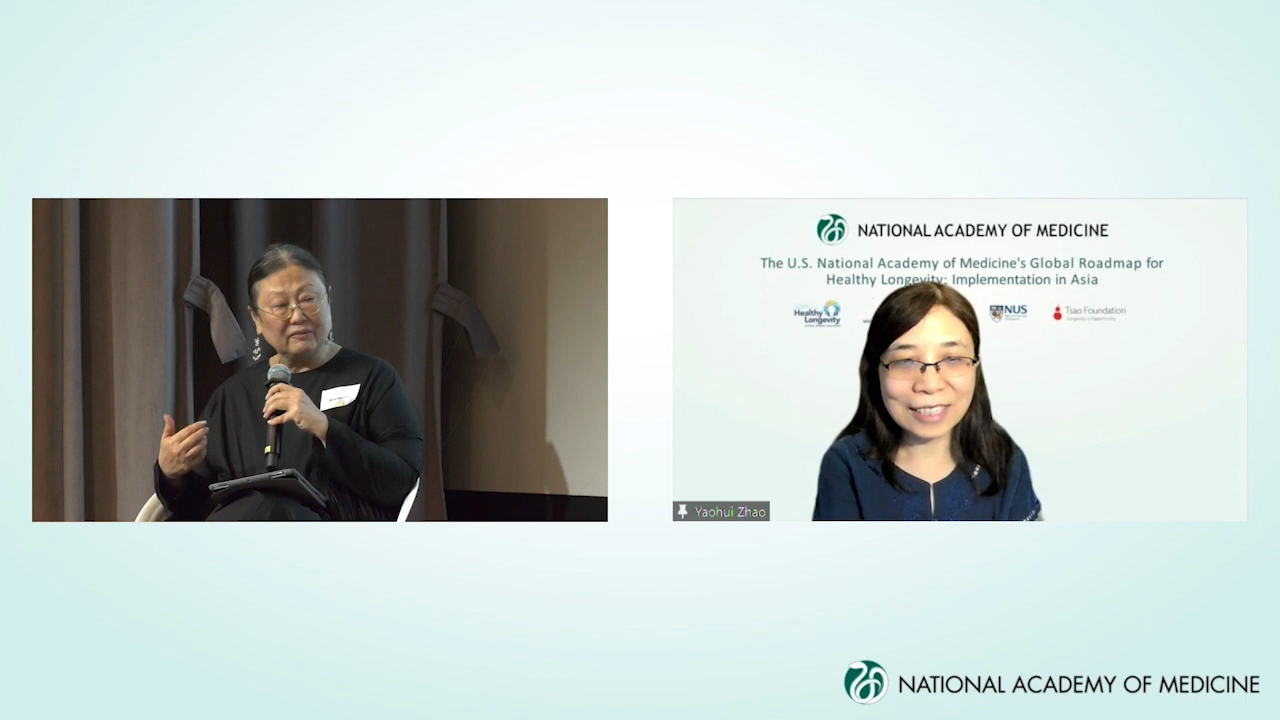 NATIONAL ACADEMY OF MEDICINE
The U.S. National Academy of Medicine's Global Roadmap for
Healthy Longevity: Implementation in Asia
Healthy
Longevity
NUS
Tsao Foundation
Yaohui Zhao
NATIONAL ACADEMY OF MEDICINE